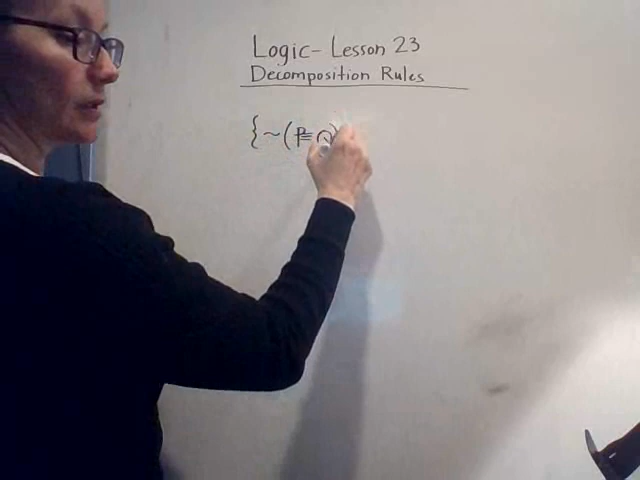 Logic- Lesson 23
Decomposition Rules
{~(P≡Q)